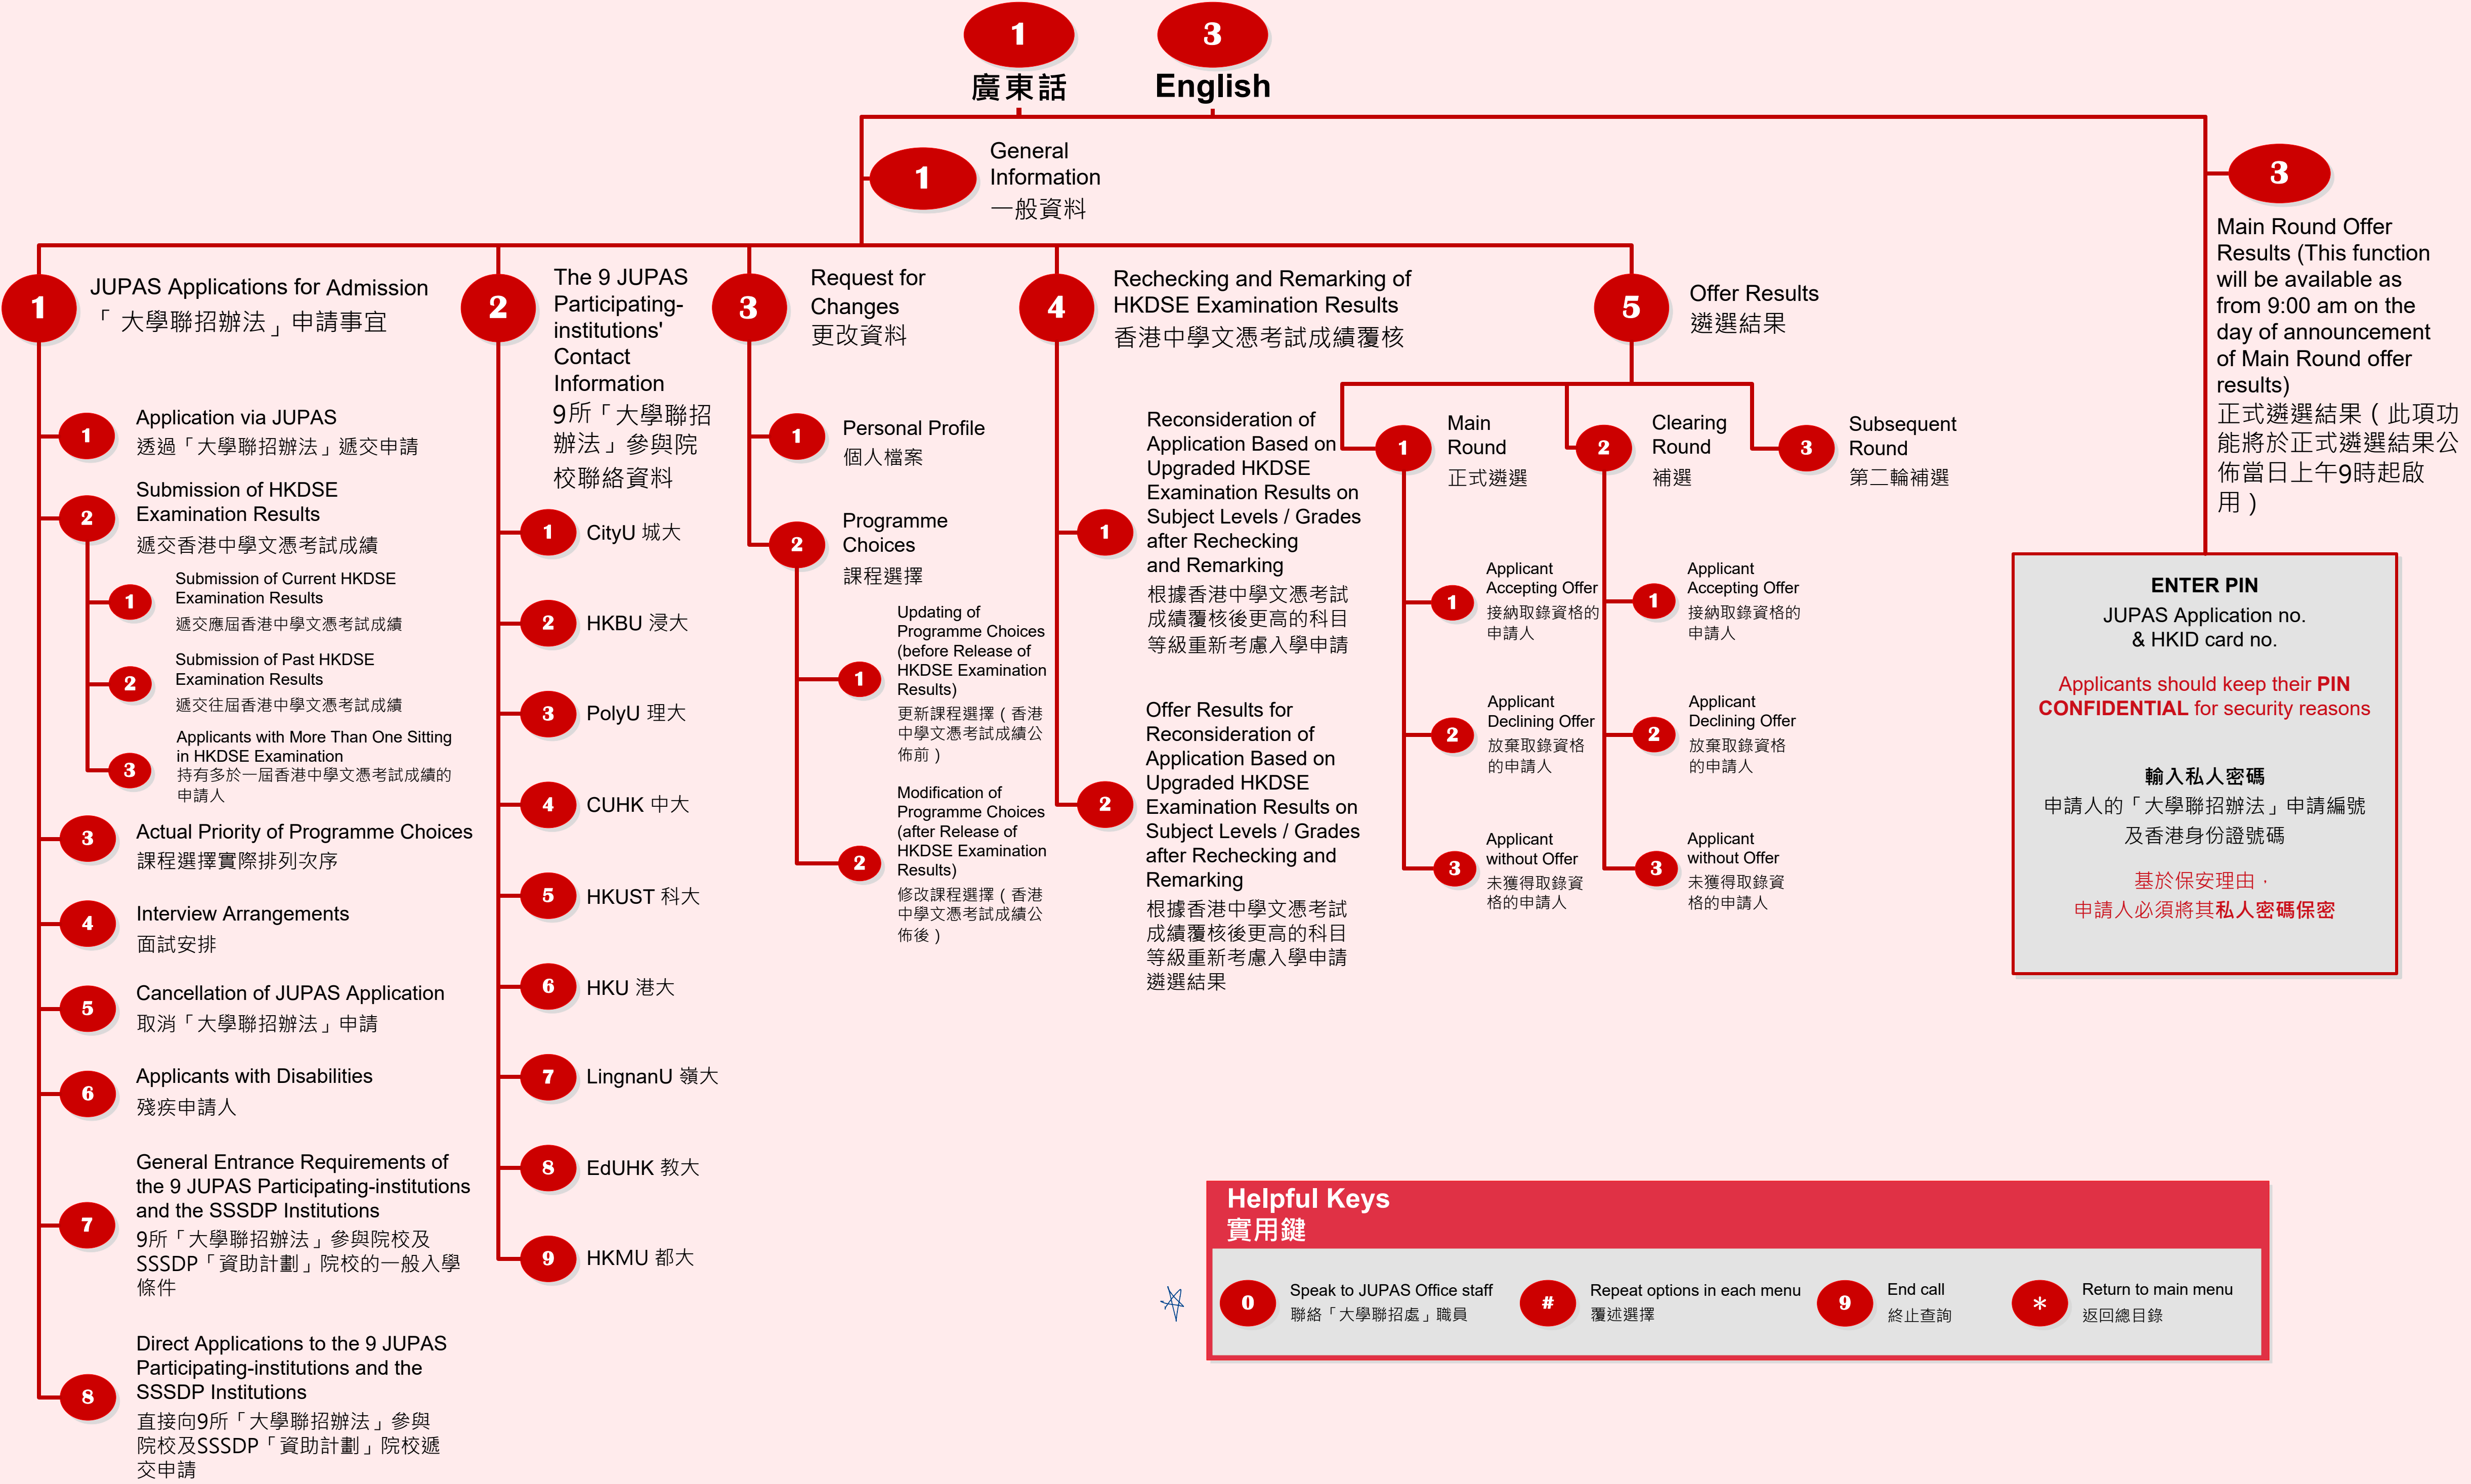 1
廣東話
3
English
1
General
Information
一般資料
3
Main Round Offer
Results (This function
will be available as
from 9:00 am on the
day of announcement
of Main Round offer
results)
正式遴選結果（此項功
能將於正式遴選結果公
佈當日上午9時起啟
用）
1
JUPAS Applications for Admission
「 大學聯招辦法」申請事宜
1
Application via JUPAS
透過「大學聯招辦法」遞交申請
2
Submission of HKDSE
Examination Results
遞交香港中學文憑考試成績
1
Submission of Current HKDSE
Examination Results
遞交應屆香港中學文憑考試成績
2
Submission of Past HKDSE
Examination Results
遞交往屆香港中學文憑考試成績
3
Applicants with More Than One Sitting
in HKDSE Examination
持有多於一屆香港中學文憑考試成績的
申請人
3
Actual Priority of Programme Choices
課程選擇實際排列次序
4
Interview Arrangements
面試安排
5
Cancellation of JUPAS Application
取消「大學聯招辦法」申請
6
Applicants with Disabilities
殘疾申請人
7
General Entrance Requirements of
the 9 JUPAS Participating-institutions
and the SSSDP Institutions
9所「大學聯招辦法」參與院校及
SSSDP「資助計劃」院校的一般入學
條件
8
Direct Applications to the 9 JUPAS
Participating-institutions and the
SSSDP Institutions
直接向9所「大學聯招辦法」參與
院校及SSSDP「資助計劃」院校遞
交申請
2
The 9 JUPAS
Participating-
institutions'
Contact
Information
9所「大學聯招
辦法」參與院
校聯絡資料
1
CityU 城大
2
HKBU 浸大
3
PolyU 理大
4
CUHK 中大
5
HKUST 科大
6
HKU 港大
7
LingnanU 嶺大
8
EdUHK 教大
9
HKMU 都大
3
Request for
Changes
更改資料
1
Personal Profile
個人檔案
2
Programme
Choices
課程選擇
1
Updating of
Programme Choices
(before Release of
HKDSE Examination
Results)
更新課程選擇（香港
中學文憑考試成績公
佈前）
2
Modification of
Programme Choices
(after Release of
HKDSE Examination
Results)
修改課程選擇（香港
中學文憑考試成績公
佈後）
4
Rechecking and Remarking of
HKDSE Examination Results
香港中學文憑考試成績覆核
1
Reconsideration of
Application Based on
Upgraded HKDSE
Examination Results on
Subject Levels / Grades
after Rechecking
and Remarking
根據香港中學文憑考試
成績覆核後更高的科目
等級重新考慮入學申請
2
Offer Results for
Reconsideration of
Application Based on
Upgraded HKDSE
Examination Results on
Subject Levels / Grades
after Rechecking and
Remarking
根據香港中學文憑考試
成績覆核後更高的科目
等級重新考慮入學申請
遴選結果
5
Offer Results
遴選結果
1
Main
Round
正式遴選
1
Applicant
Accepting Offer
接納取錄資格的
申請人
2
Applicant
Declining Offer
放棄取錄資格
的申請人
3
Applicant
without Offer
未獲得取錄資
格的申請人
2
Clearing
Round
補選
1
Applicant
Accepting Offer
接納取錄資格的
申請人
2
Applicant
Declining Offer
放棄取錄資格
的申請人
3
Applicant
without Offer
未獲得取錄資
格的申請人
3
Subsequent
Round
第二輪補選
ENTER PIN
JUPAS Application no.
& HKID card no.
Applicants should keep their PIN
CONFIDENTIAL for security reasons
輸入私人密碼
申請人的「大學聯招辦法」申請編號
及香港身份證號碼
基於保安理由，
申請人必須將其私人密碼保密
Helpful Keys
實用鍵
0
Speak to JUPAS Office staff
聯絡「大學聯招處」職員
#
Repeat options in each menu
覆述選擇
9
End call
終止查詢
*
Return to main menu
返回總目錄